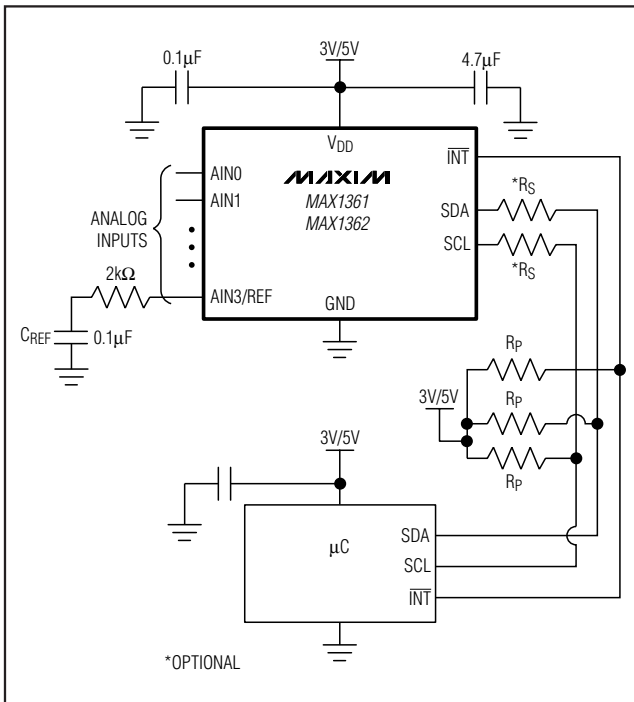 3V/5V
0.1μF
4.7μF
VDD
INT
AIN0
MAXIM
*RS
AIN1
MAX1361
SDA
ANALOG
INPUTS
MAX1362
SCL
2kΩ
*RS
AIN3/REF
GND
CREF
0.1μF
RP
3V/5V
RP
3V/5V
RP
SDA
μC
SCL
INT
*OPTIONAL